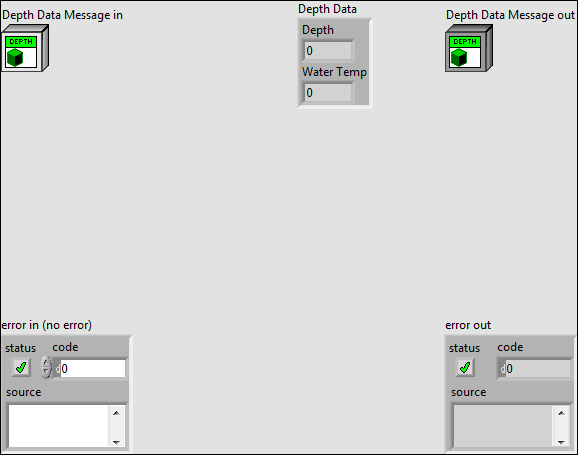 Depth Data Message in
DEPTH
Depth Data
Depth
0
Water Temp
0
Depth Data Message out
DEPTH
error in (no error)
status
code
d 0
source
error out
status
code
d 0
source